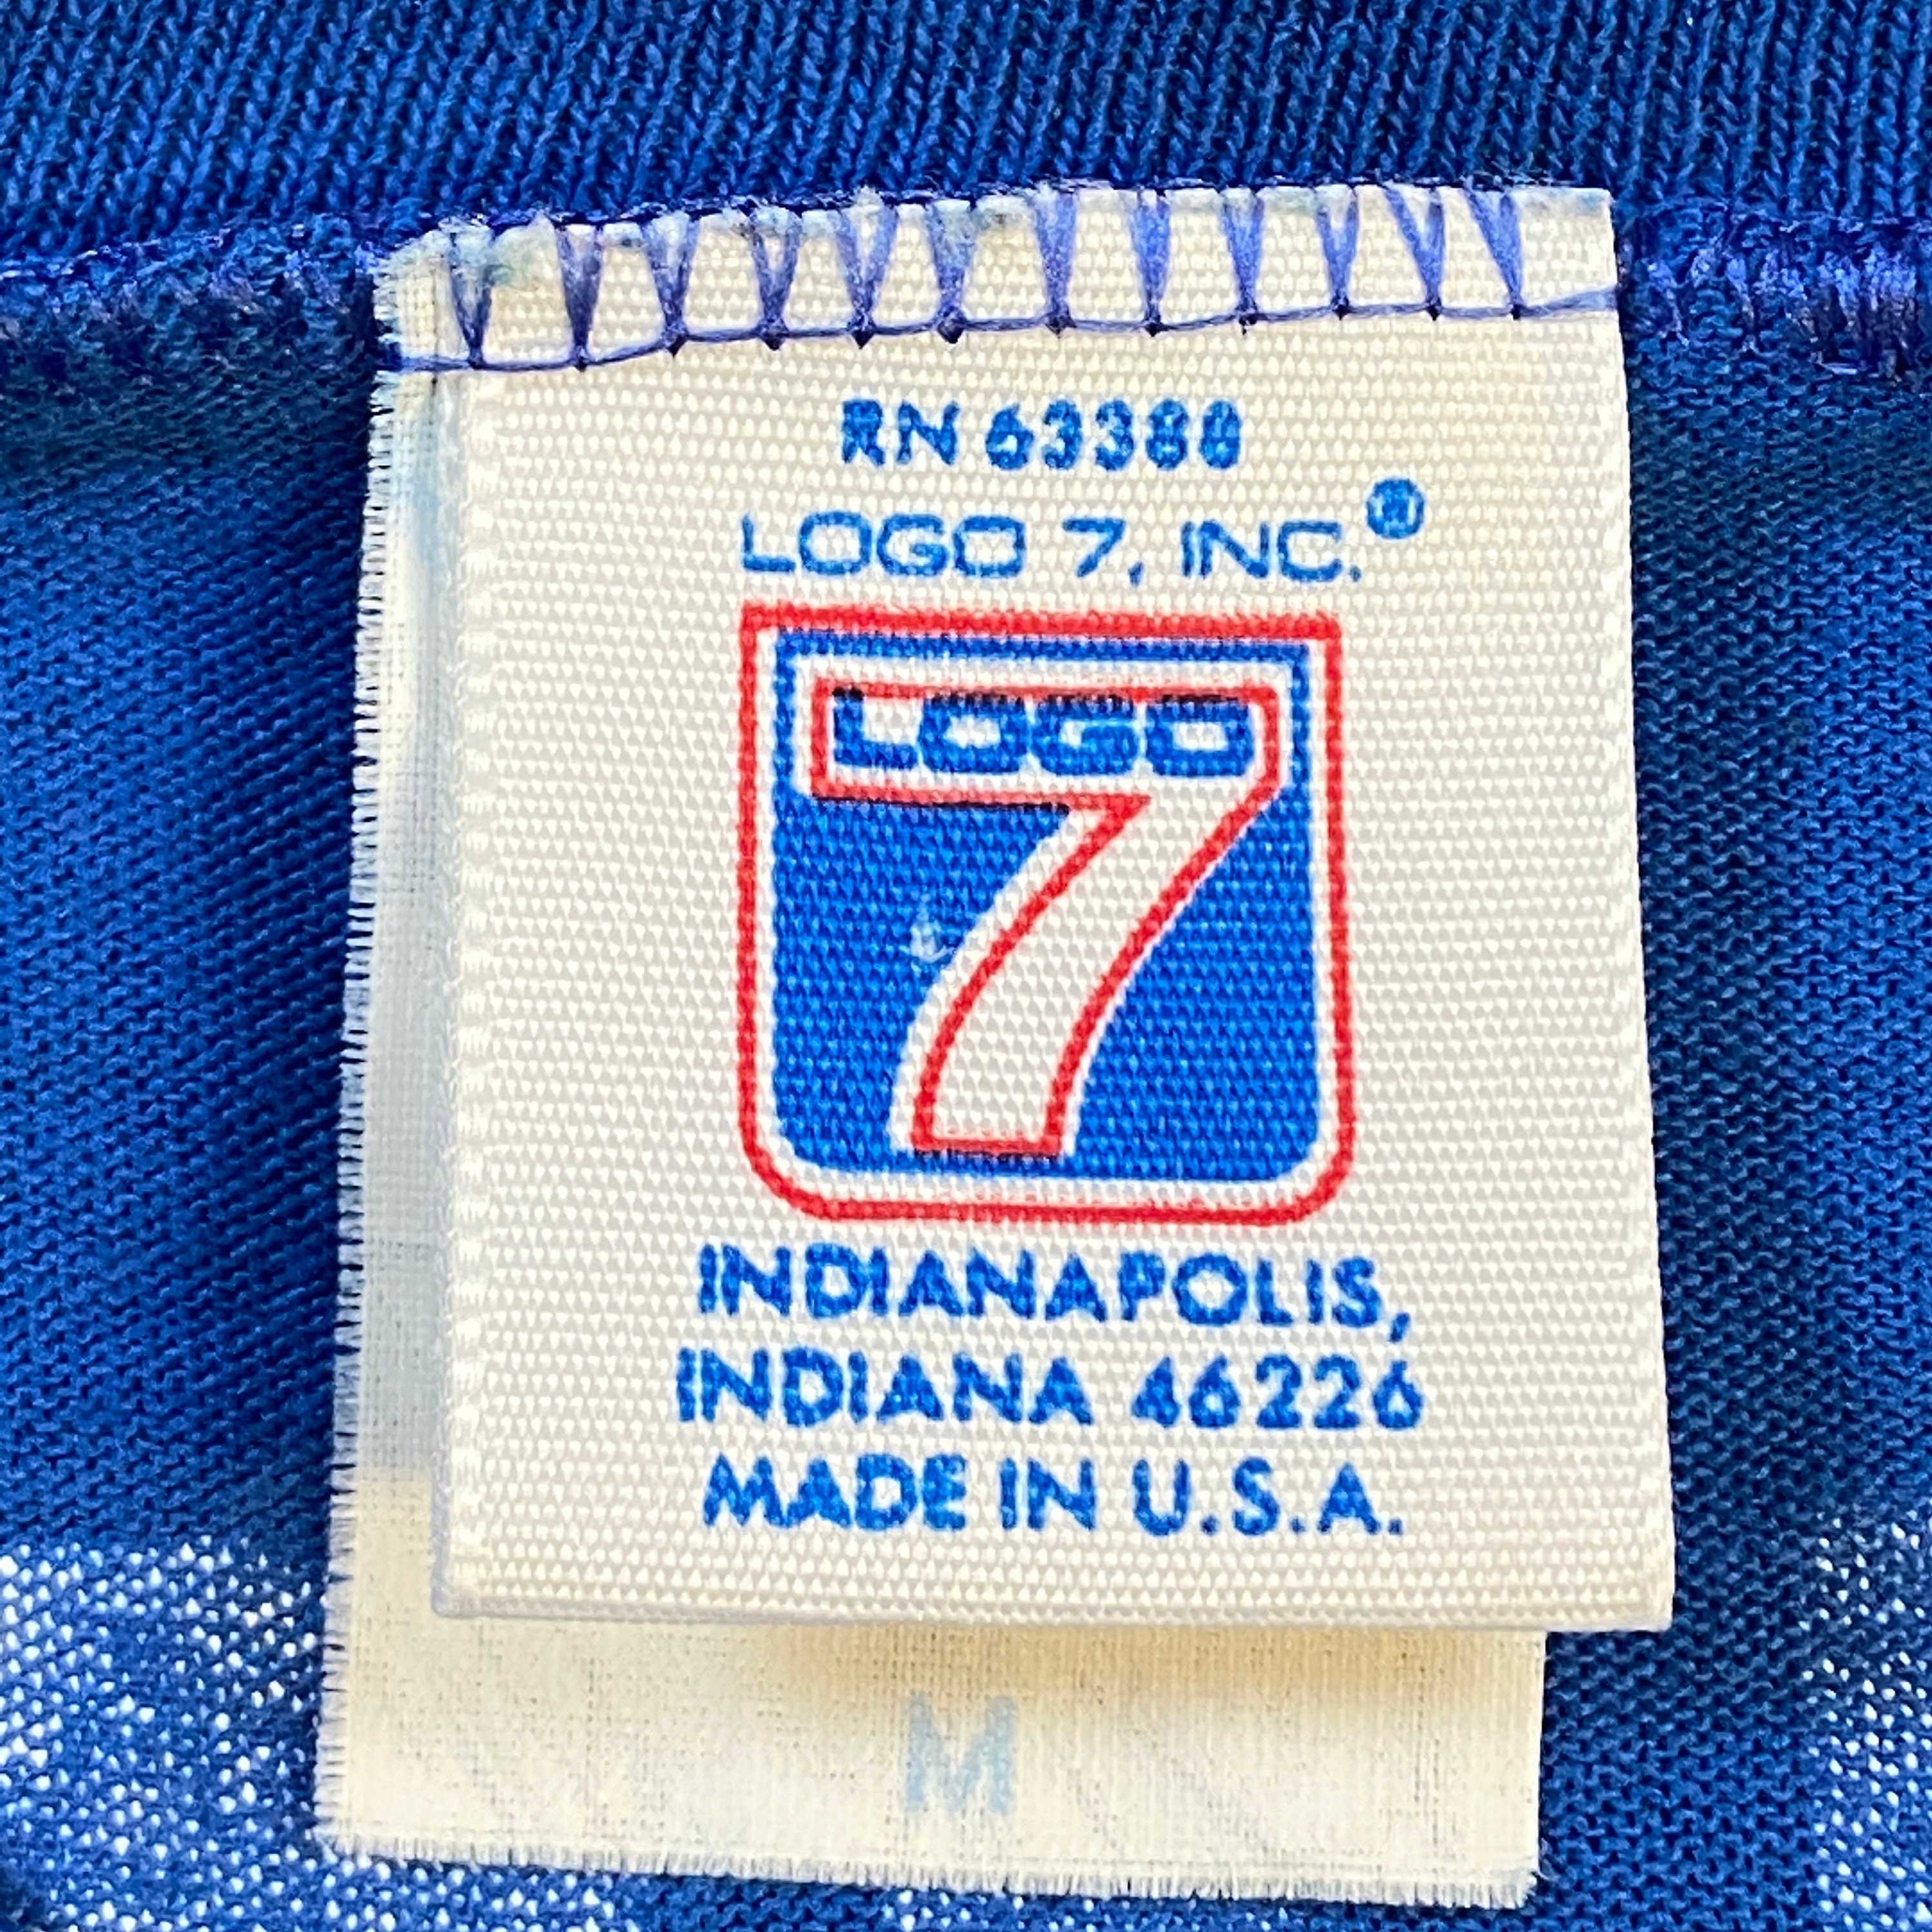 RN 63388
LOGO 7, INC.®
LOGO
7
INDIANAPOLIS,
INDIANA 46226
MADE IN U.S.A.
M